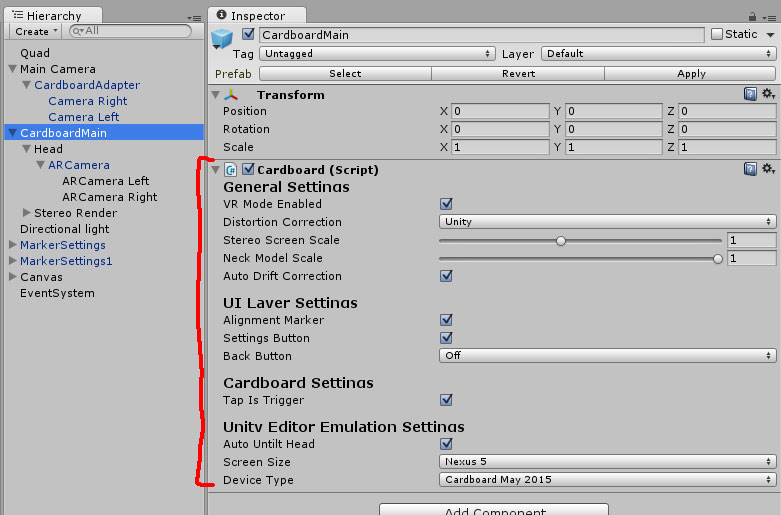 Hierarchy
Create
All
Quad
Main Camera
CardboardAdapter
Camera Right
Camera Left
CardboardMain
Head
ARCamera
ARCamera Left
ARCamera Right
Stereo Render
Directional light
MarkerSettings
MarkerSettings1
Canvas
EventSystem
Inspector
CardboardMain Static
Tag Untagged Layer Default
Prefab Select Revert Apply
Transform
Position X 0 Y 0 Z 0
Rotation X 0 Y 0 Z 0
Scale X 1 Y 1 Z 1
C# Cardboard (Script)
General Settings
VR Mode Enabled
Distortion Correction Unity
Stereo Screen Scale 1
Neck Model Scale 1
Auto Drift Correction
UI Layer Settings
Alignment Marker
Settings Button
Back Button Off
Cardboard Settings
Tap Is Trigger
Unity Editor Emulation Settings
Auto Untilt Head
Screen Size Nexus 5
Device Type Cardboard May 2015
Add Component